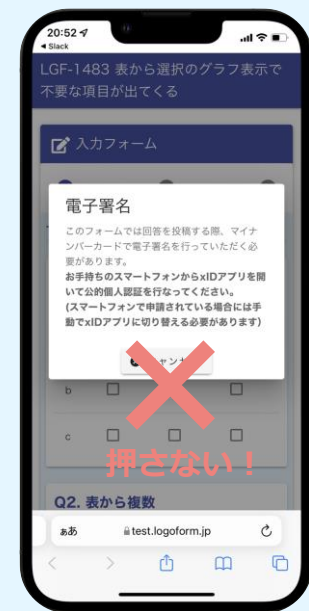 20:52
◀ Slack
LGF-1483 表から選択のグラフ表示で
不要な項目が出てくる
入力フォーム
電子署名
このフォームでは回答を投稿する際、マイナ
ンバーカードで電子署名を行っていただく必
要があります。
お手持ちのスマートフォンからxIDアプリを開
いて公的個人認証を行なってください。
(スマートフォンで申請されている場合には手
動でxIDアプリに切り替える必要があります)
キャンセル
b
c
押さない！
Q2. 表から複数
ぁあ
test.logoform.jp